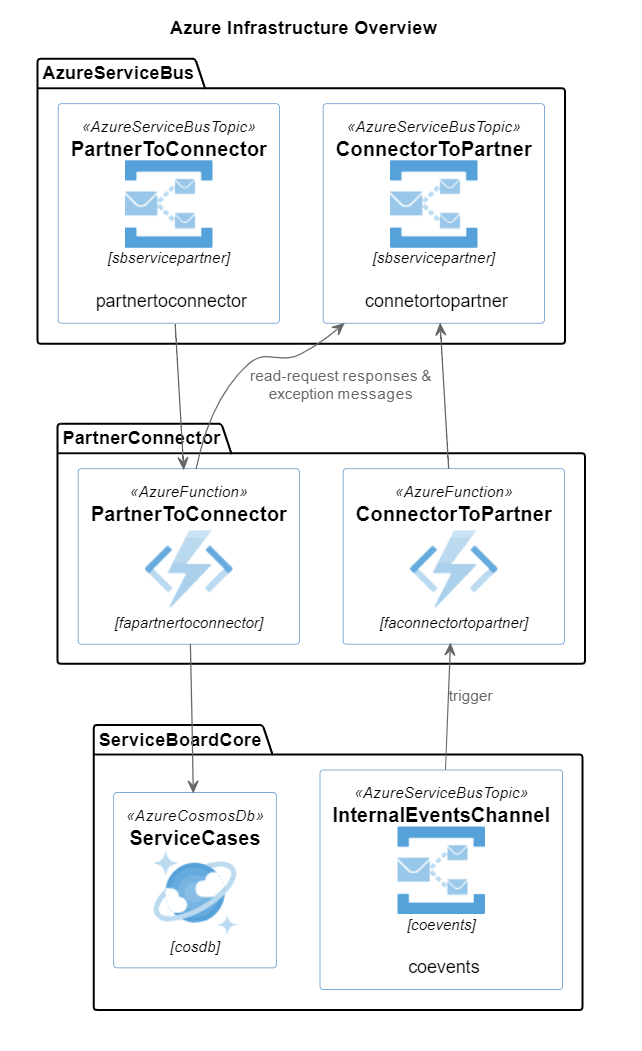 Azure Infrastructure Overview
AzureServiceBus
«AzureServiceBusTopic»
PartnerToConnector
[sbservicepartner]
partnertoconnector
«AzureServiceBusTopic»
ConnectorToPartner
[sbservicepartner]
connetortopartner
read-request responses &
exception messages
PartnerConnector
«AzureFunction»
PartnerToConnector
[fapartnertoconnector]
«AzureFunction»
ConnectorToPartner
[faconnectortopartner]
trigger
ServiceBoardCore
«AzureCosmosDb»
ServiceCases
[cosdb]
«AzureServiceBusTopic»
InternalEventsChannel
[coevents]
coevents